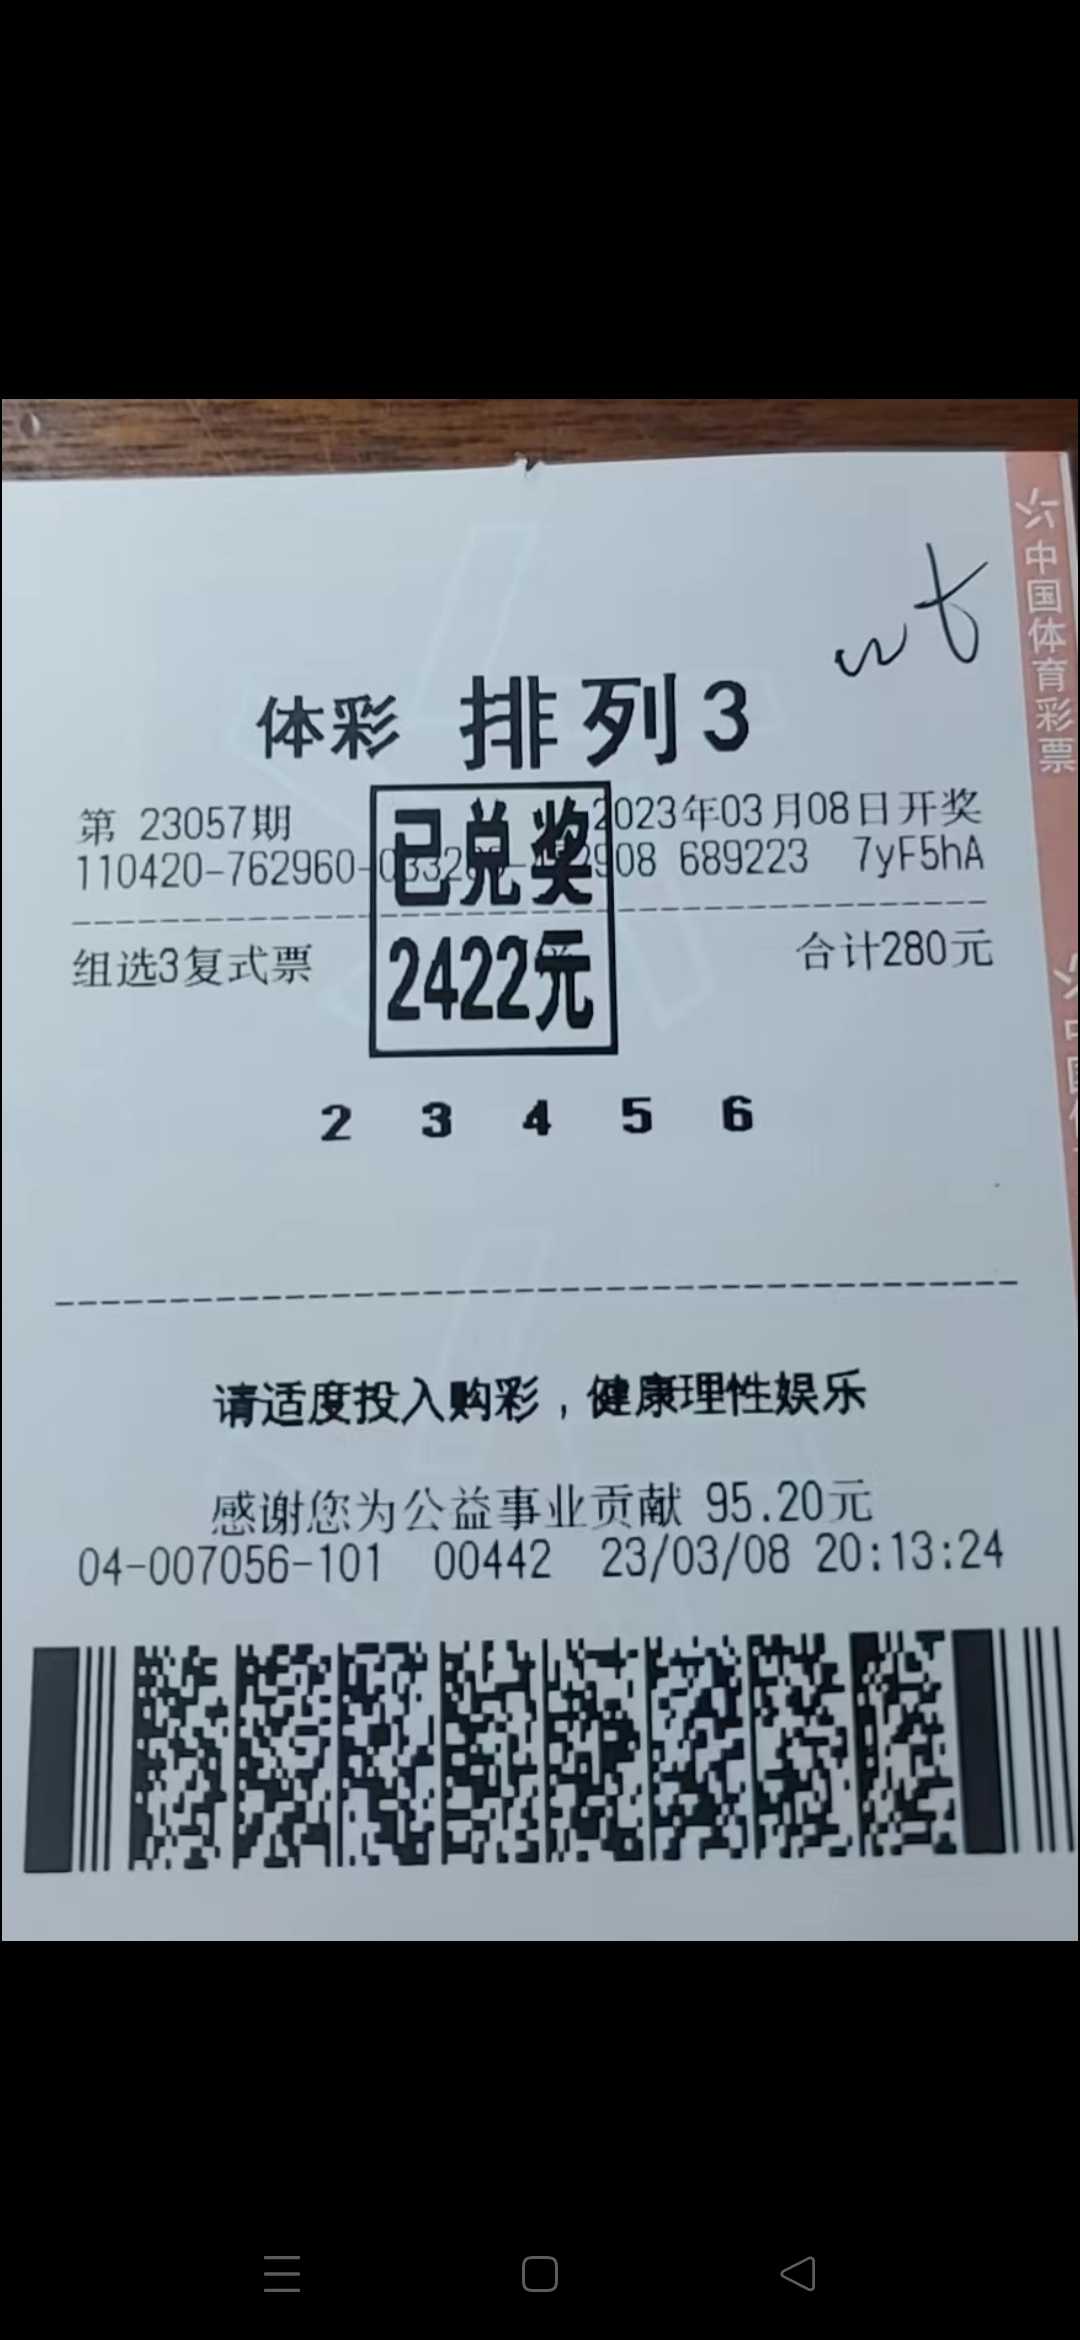 中国体育彩票
体彩 排列3
第 23057期 2023年03月08日开奖
110420-762960- 908 689223 7yF5hA
已兑奖
2422元
组选3复式票 合计280元
2 3 4 5 6
请适度投入购彩，健康理性娱乐
感谢您为公益事业贡献 95.20元
04-007056-101 00442 23/03/08 20:13:24